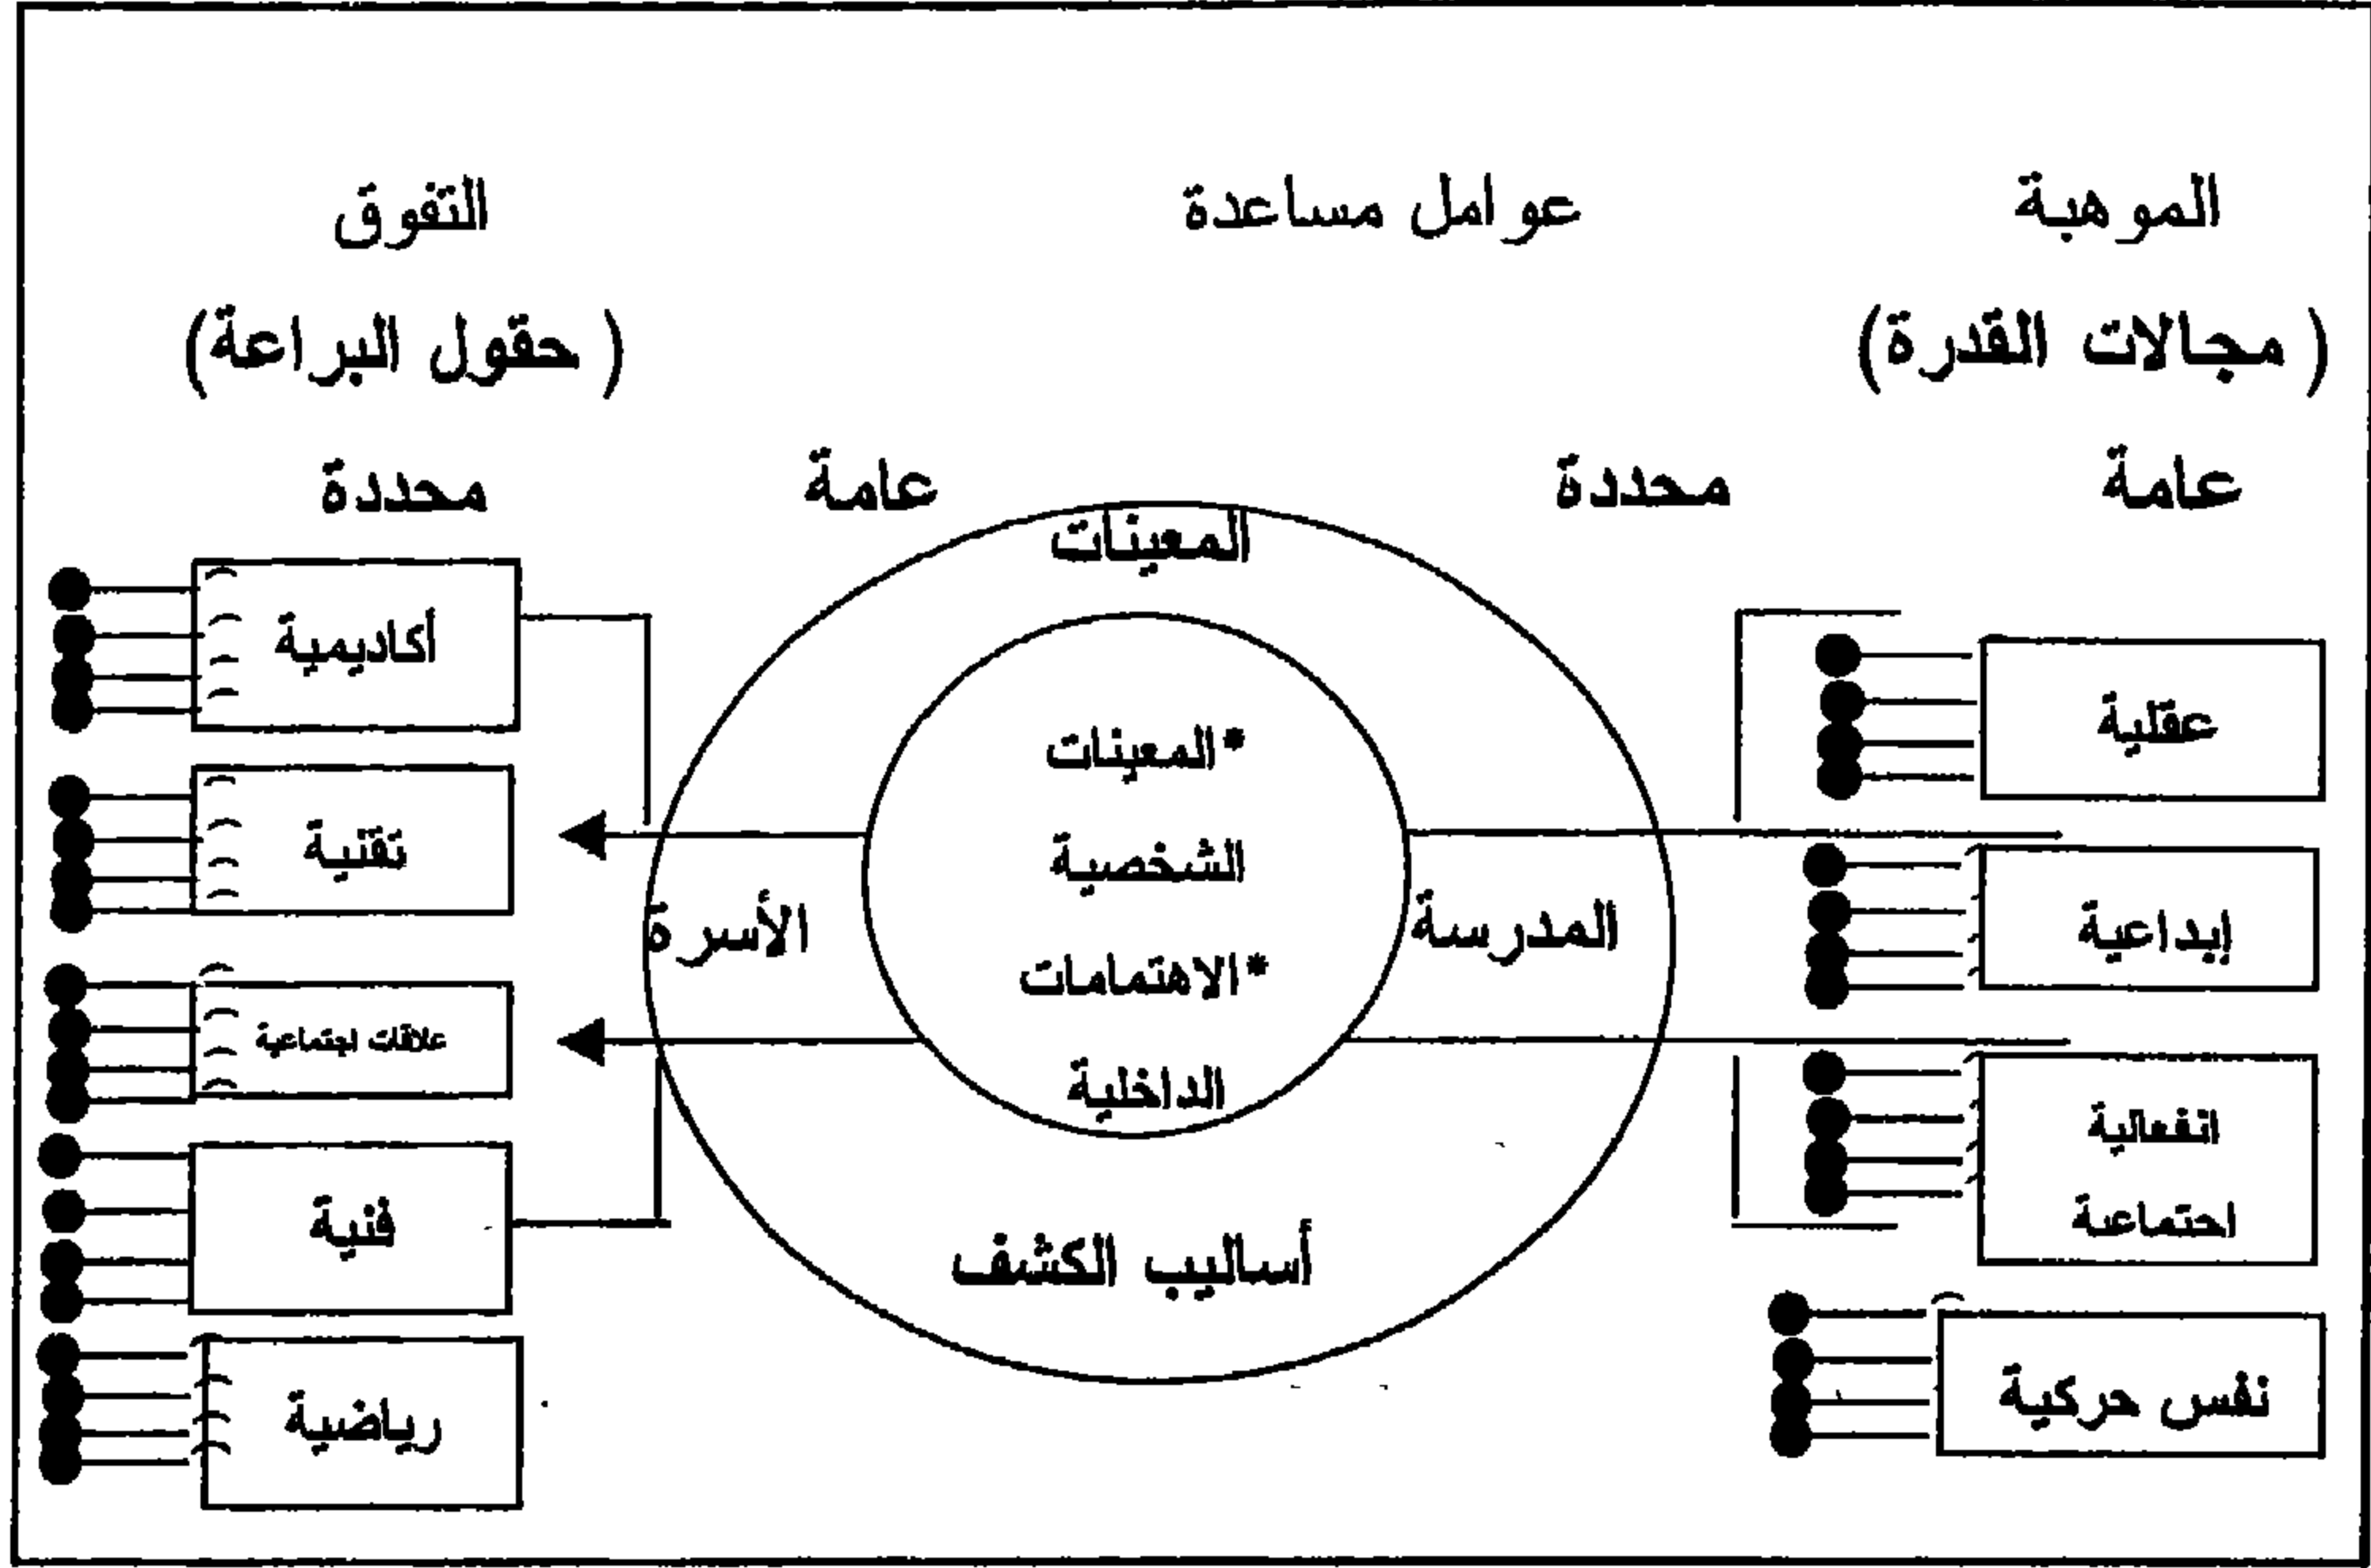 الموهبة
عوامل مساعدة
التفوق
( مجالات القدرة)
( حقول البراعة)
عامة
محددة
عامة
محددة
عقلية
إبداعية
انفعالية
احتماعية
نفس حركية
المعينات
*المعينات
الشخصية
*الاهتمامات
الداخلية
المدرسة
الأسرة
أساليب الكشف
أكاديمية
تقنية
علاقات اجتماعية
فنية
رياضية